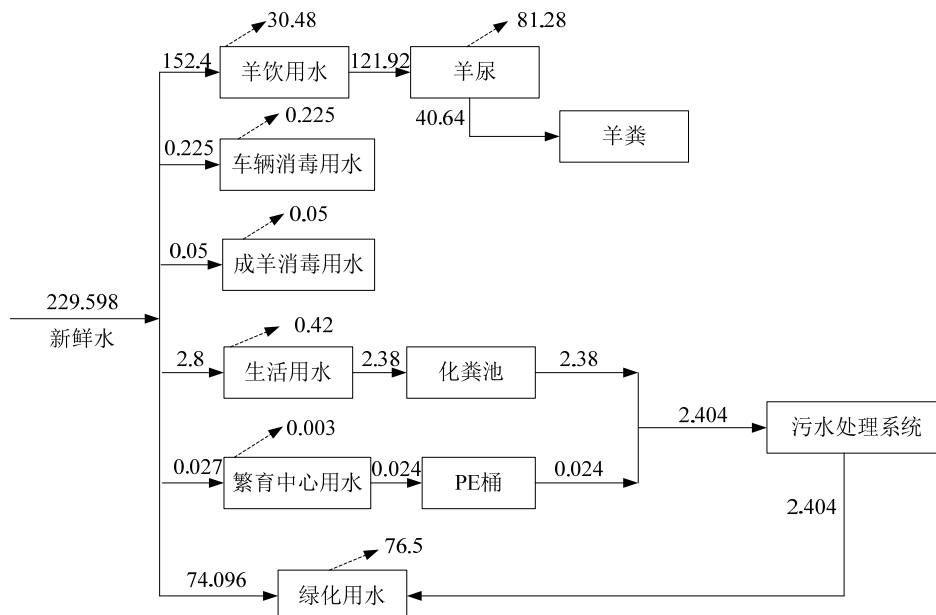 30.48
81.28
152.4
羊饮用水
121.92
羊尿
40.64
羊粪
0.225
0.225
车辆消毒用水
0.05
0.05
成羊消毒用水
229.598
新鲜水
0.42
2.8
生活用水
2.38
化粪池
2.38
2.404
污水处理系统
0.003
0.027
繁育中心用水
0.024
PE桶
0.024
2.404
76.5
74.096
绿化用水